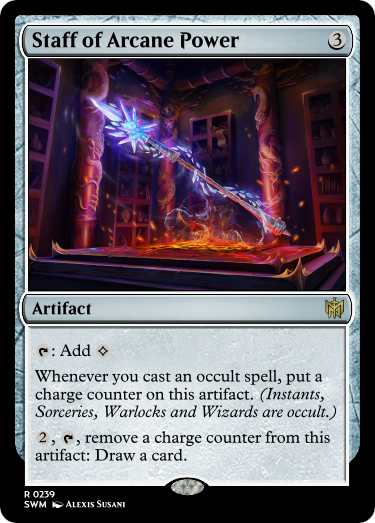 Staff of Arcane Power 3
Artifact
: Add
Whenever you cast an occult spell, put a
charge counter on this artifact. (Instants,
Sorceries, Warlocks and Wizards are occult.)
2 , , remove a charge counter from this
artifact: Draw a card.
R 0239
SWM Alexis Susani